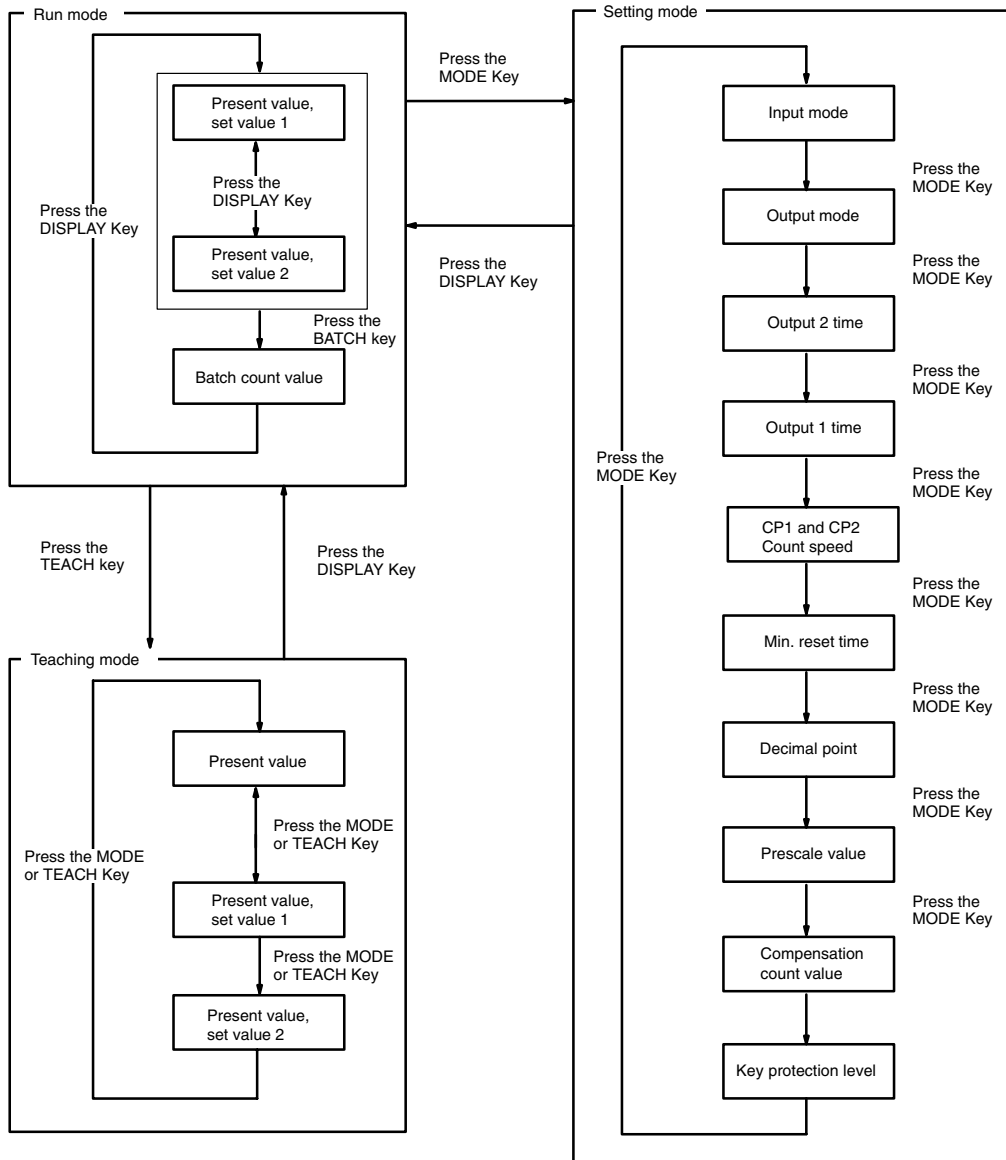 Run mode
Present value,
set value 1
Press the
DISPLAY Key
Press the
DISPLAY Key
Present value,
set value 2
Press the
BATCH key
Batch count value
Press the
MODE Key
Press the
DISPLAY Key
Press the
TEACH key
Press the
DISPLAY Key
Teaching mode
Present value
Press the MODE
or TEACH Key
Press the MODE
or TEACH Key
Present value,
set value 1
Press the MODE
or TEACH Key
Present value,
set value 2
Setting mode
Input mode
Press the
MODE Key
Output mode
Press the
MODE Key
Output 2 time
Press the
MODE Key
Output 1 time
Press the
MODE Key
Press the
MODE Key
CP1 and CP2
Count speed
Press the
MODE Key
Min. reset time
Press the
MODE Key
Decimal point
Press the
MODE Key
Prescale value
Press the
MODE Key
Compensation
count value
Key protection level